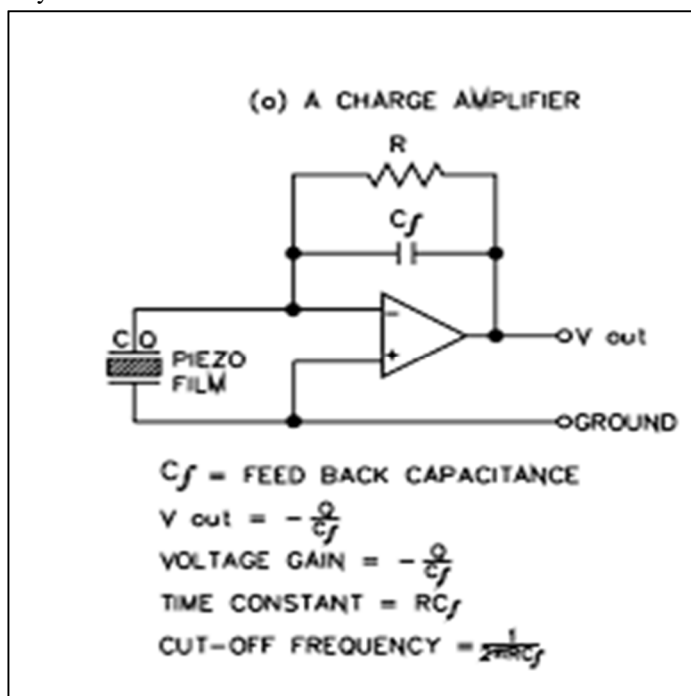 (a) A CHARGE AMPLIFIER
R
Cf
CO
PIEZO
FILM
-
+
V out
GROUND
Cf = FEED BACK CAPACITANCE
V out = - Q/Cf
VOLTAGE GAIN = - Q/Cf
TIME CONSTANT = RCf
CUT-OFF FREQUENCY = 1/2πRCf